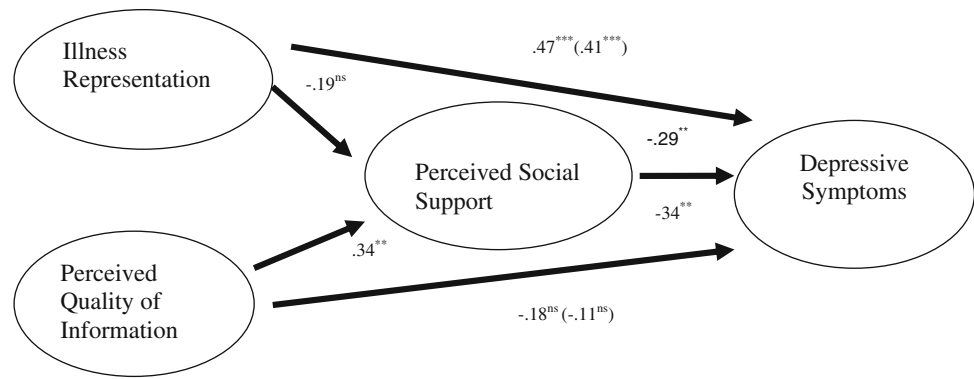 Illness
Representation
.47***(.41***)
-.19ns
-.29**
Perceived Social
Support
Depressive
Symptoms
-34**
.34**
Perceived
Quality of
Information
-.18ns(-.11ns)